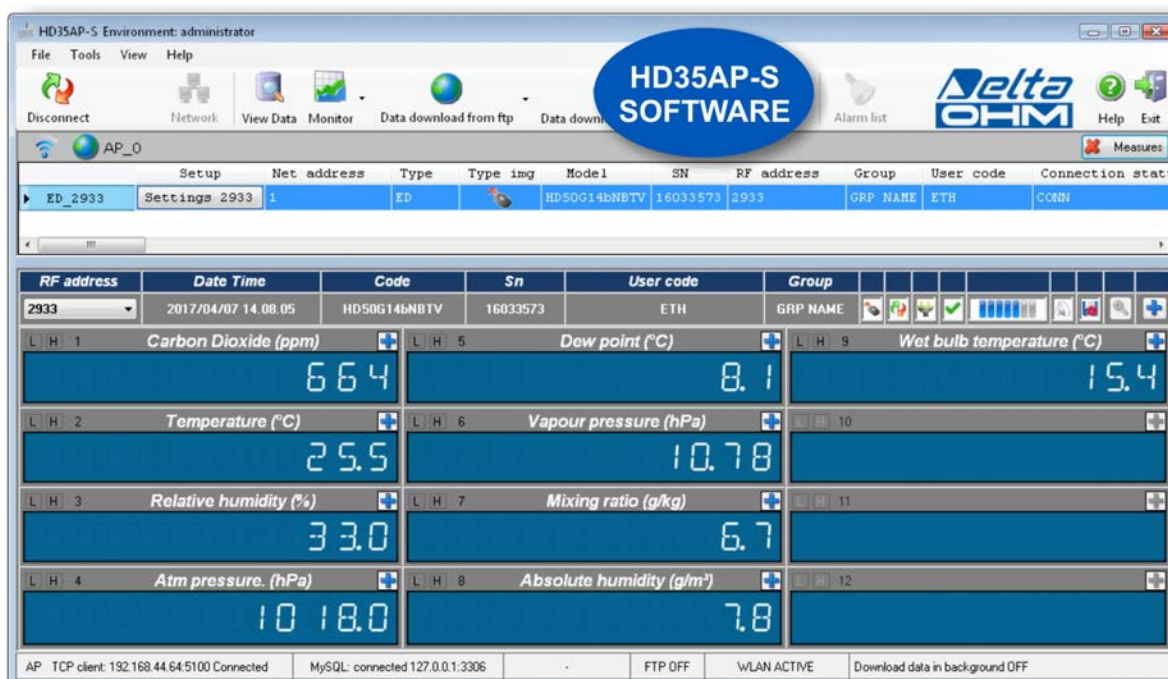 HD35AP-S Environment: administrator
File Tools View Help
HD35AP-S
SOFTWARE
Delta
OHM
Disconnect Network View Data Monitor Data download from ftp Data down Alarm list Help Exit
AP_0 Measures
Setup Net address Type Type img Model SN RF address Group User code Connection stat
ED_2933 Settings 2933 1 ED HD50G14bNBTV 16033573 2933 GRP NAME ETH CONN
RF address Date Time Code Sn User code Group
2933 2017/04/07 14.08.05 HD50G14bNBTV 16033573 ETH GRP NAME
L H 1 Carbon Dioxide (ppm) L H 5 Dew point (°C) L H 9 Wet bulb temperature (°C)
664 8.1 15.4
L H 2 Temperature (°C) L H 6 Vapour pressure (hPa) L H 10
25.5 10.78
L H 3 Relative humidity (%) L H 7 Mixing ratio (g/kg) L H 11
33.0 6.7
L H 4 Atm pressure. (hPa) L H 8 Absolute humidity (g/m³) L H 12
1018.0 7.8
AP TCP client: 192.168.44.64:5100 Connected MySQL: connected 127.0.0.1:3306 - FTP OFF WLAN ACTIVE Download data in background OFF